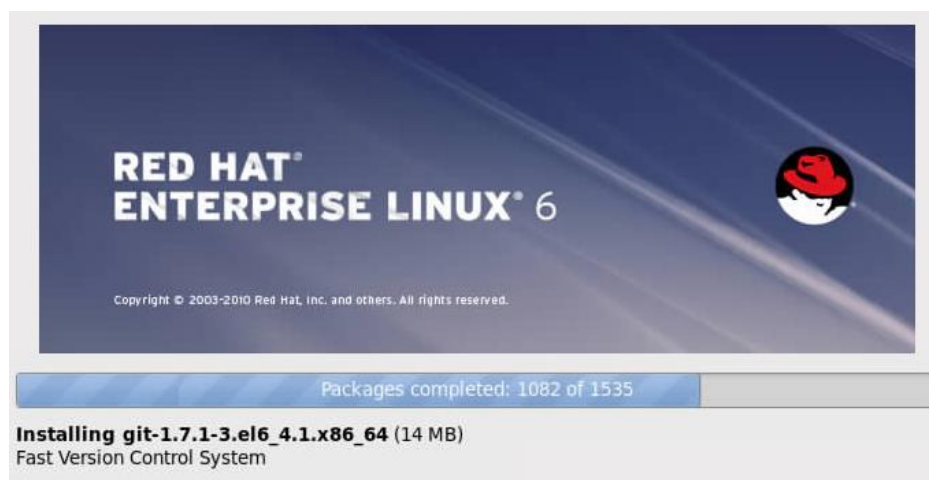 RED HAT®
ENTERPRISE LINUX® 6
Copyright © 2003-2010 Red Hat, Inc. and others. All rights reserved.
Packages completed: 1082 of 1535
Installing git-1.7.1-3.el6_4.1.x86_64 (14 MB)
Fast Version Control System